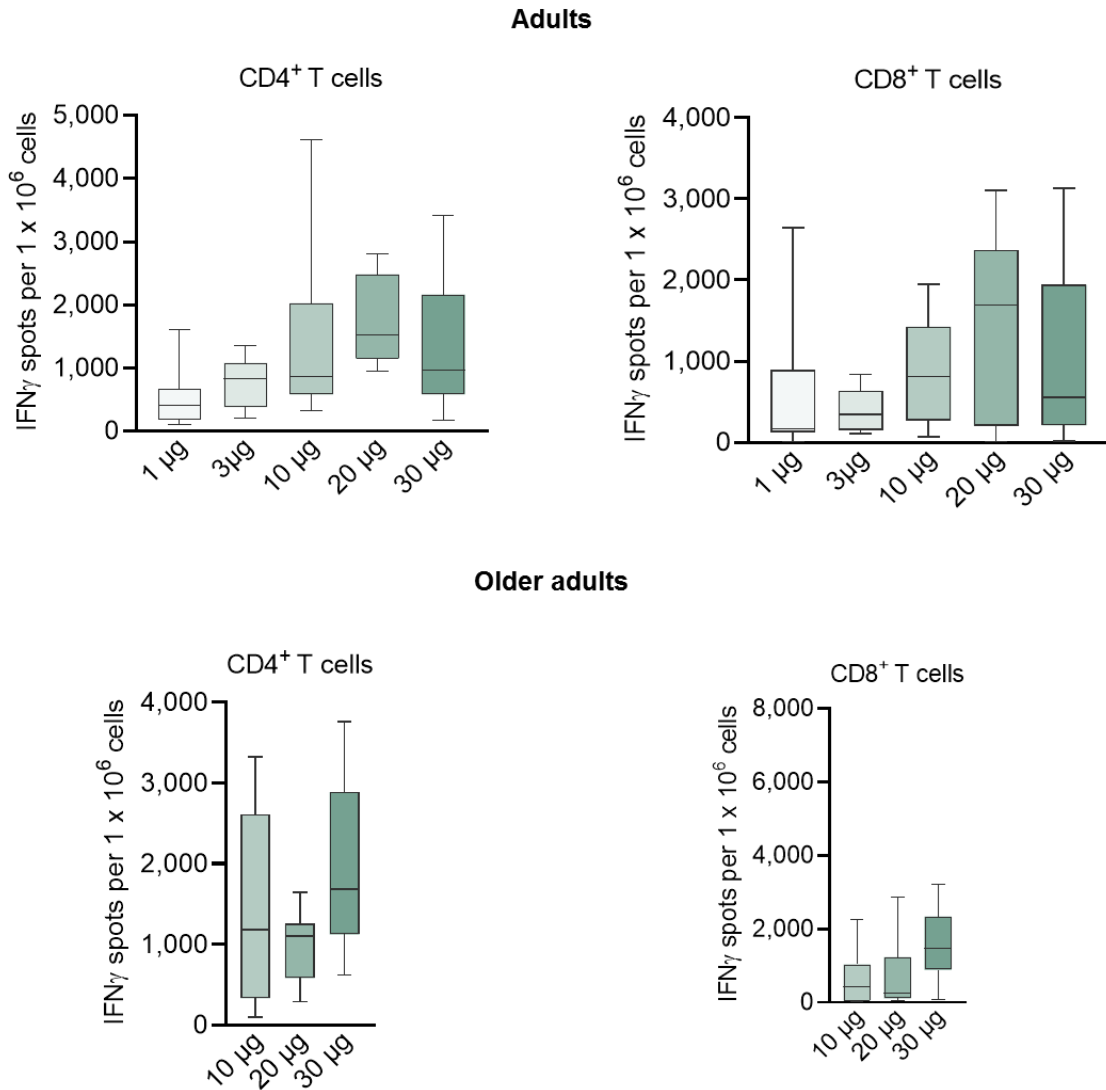 Adults
CD4⁺ T cells
IFNγ spots per 1 x 10⁶ cells
5,000
4,000
3,000
2,000
1,000
0
1 µg
3µg
10 µg
20 µg
30 µg
CD8⁺ T cells
IFNγ spots per 1 x 10⁶ cells
4,000
3,000
2,000
1,000
0
1 µg
3µg
10 µg
20 µg
30 µg
Older adults
CD4⁺ T cells
IFNγ spots per 1 x 10⁶ cells
4,000
3,000
2,000
1,000
0
10 µg
20 µg
30 µg
CD8⁺ T cells
IFNγ spots per 1 x 10⁶ cells
8,000
6,000
4,000
2,000
0
10 µg
20 µg
30 µg